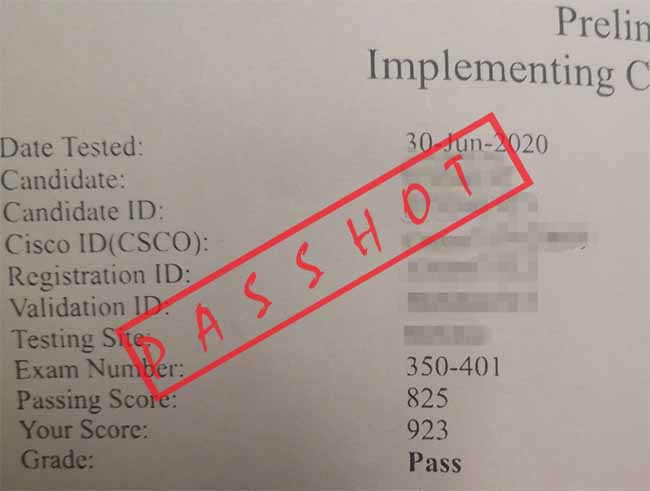 Prelim
Implementing C
Date Tested: 30-Jun-2020
Candidate:
Candidate ID:
Cisco ID(CSCO):
Registration ID:
Validation ID:
Testing Site:
Exam Number: 350-401
Passing Score: 825
Your Score: 923
Grade: Pass
PASSHOT